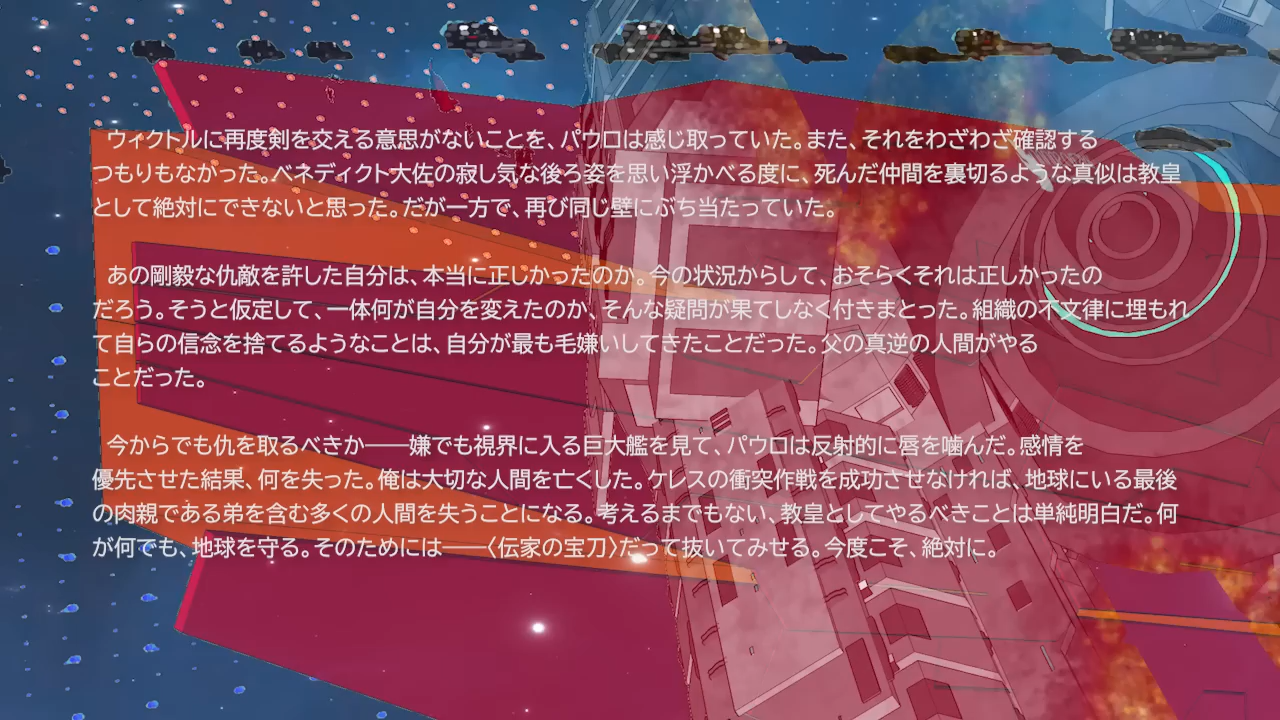 ウィクトルに再度剣を交える意思がないことを、パウロは感じ取っていた。また、それをわざわざ確認する
つもりもなかった。ベネディクト大佐の寂し気な後ろ姿を思い浮かべる度に、死んだ仲間を裏切るような真似は教皇
として絶対にできないと思った。だが一方で、再び同じ壁にぶち当たっていた。
あの剛毅な仇敵を許した自分は、本当に正しかったのか。今の状況からして、おそらくそれは正しかったの
だろう。そうと仮定して、一体何が自分を変えたのか、そんな疑問が果てしなく付きまとった。組織の不文律に埋もれ
て自らの信念を捨てるようなことは、自分が最も毛嫌いしてきたことだった。父の真逆の人間がやる
ことだった。
今からでも仇を取るべきか――嫌でも視界に入る巨大艦を見て、パウロは反射的に唇を噛んだ。感情を
優先させた結果、何を失った。俺は大切な人間を亡くした。ケレスの衝突作戦を成功させなければ、地球にいる最後
の肉親である弟を含む多くの人間を失うことになる。考えるまでもない、教皇としてやるべきことは単純明白だ。何
が何でも、地球を守る。そのためには――〈伝家の宝刀〉だって抜いてみせる。今度こそ、絶対に。